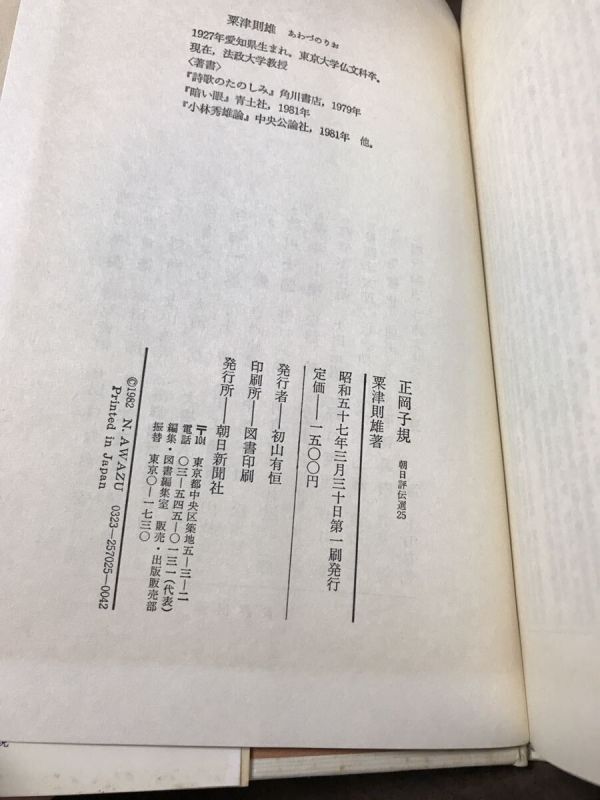 粟津則雄　あわづのりお
1927年愛知県生まれ。東京大学仏文科卒。
現在，法政大学教授
〈著書〉
『詩歌のたのしみ』角川書店，1979年
『暗い眼』青土社，1981年
『小林秀雄論』中央公論社，1981年　他。
正岡子規　朝日評伝選25
粟津則雄著
昭和五十七年三月三十日第一刷発行
定価――一五〇〇円
発行者――初山有恒
印刷所――図書印刷
発行所――朝日新聞社
〒104　東京都中央区築地五―三―二
電話　〇三―五四五―〇一三一（代表）
編集・図書編集室　販売・出版販売部
振替　東京〇―一七三〇
©1982 N. AWAZU　0323―257025―0042
Printed in Japan